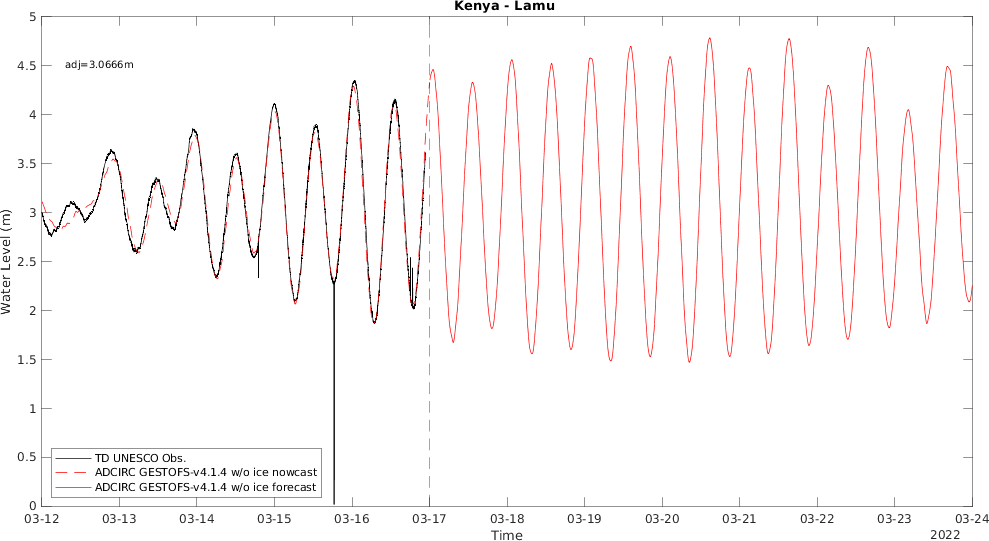 Kenya - Lamu
5
4.5
4
3.5
3
2.5
2
1.5
1
0.5
0
Water Level (m)
adj=3.0666m
TD UNESCO Obs.
ADCIRC GESTOFS-v4.1.4 w/o ice nowcast
ADCIRC GESTOFS-v4.1.4 w/o ice forecast
03-12 03-13 03-14 03-15 03-16 03-17 03-18 03-19 03-20 03-21 03-22 03-23 03-24
Time
2022